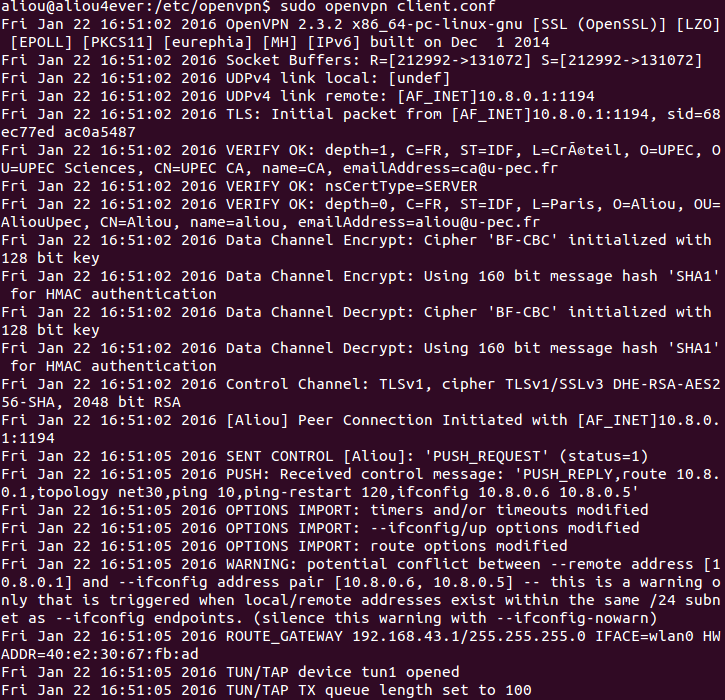 aliou@aliou4ever:/etc/openvpn$ sudo openvpn client.conf
Fri Jan 22 16:51:02 2016 OpenVPN 2.3.2 x86_64-pc-linux-gnu [SSL (OpenSSL)] [LZO]
 [EPOLL] [PKCS11] [eurephia] [MH] [IPv6] built on Dec  1 2014
Fri Jan 22 16:51:02 2016 Socket Buffers: R=[212992->131072] S=[212992->131072]
Fri Jan 22 16:51:02 2016 UDPv4 link local: [undef]
Fri Jan 22 16:51:02 2016 UDPv4 link remote: [AF_INET]10.8.0.1:1194
Fri Jan 22 16:51:02 2016 TLS: Initial packet from [AF_INET]10.8.0.1:1194, sid=68
ec77ed ac0a5487
Fri Jan 22 16:51:02 2016 VERIFY OK: depth=1, C=FR, ST=IDF, L=CrÃ©teil, O=UPEC, O
U=UPEC Sciences, CN=UPEC CA, name=CA, emailAddress=ca@u-pec.fr
Fri Jan 22 16:51:02 2016 VERIFY OK: nsCertType=SERVER
Fri Jan 22 16:51:02 2016 VERIFY OK: depth=0, C=FR, ST=IDF, L=Paris, O=Aliou, OU=
AliouUpec, CN=Aliou, name=aliou, emailAddress=aliou@u-pec.fr
Fri Jan 22 16:51:02 2016 Data Channel Encrypt: Cipher 'BF-CBC' initialized with
128 bit key
Fri Jan 22 16:51:02 2016 Data Channel Encrypt: Using 160 bit message hash 'SHA1'
 for HMAC authentication
Fri Jan 22 16:51:02 2016 Data Channel Decrypt: Cipher 'BF-CBC' initialized with
128 bit key
Fri Jan 22 16:51:02 2016 Data Channel Decrypt: Using 160 bit message hash 'SHA1'
 for HMAC authentication
Fri Jan 22 16:51:02 2016 Control Channel: TLSv1, cipher TLSv1/SSLv3 DHE-RSA-AES2
56-SHA, 2048 bit RSA
Fri Jan 22 16:51:02 2016 [Aliou] Peer Connection Initiated with [AF_INET]10.8.0.
1:1194
Fri Jan 22 16:51:05 2016 SENT CONTROL [Aliou]: 'PUSH_REQUEST' (status=1)
Fri Jan 22 16:51:05 2016 PUSH: Received control message: 'PUSH_REPLY,route 10.8.
0.1,topology net30,ping 10,ping-restart 120,ifconfig 10.8.0.6 10.8.0.5'
Fri Jan 22 16:51:05 2016 OPTIONS IMPORT: timers and/or timeouts modified
Fri Jan 22 16:51:05 2016 OPTIONS IMPORT: --ifconfig/up options modified
Fri Jan 22 16:51:05 2016 OPTIONS IMPORT: route options modified
Fri Jan 22 16:51:05 2016 WARNING: potential conflict between --remote address [1
0.8.0.1] and --ifconfig address pair [10.8.0.6, 10.8.0.5] -- this is a warning o
nly that is triggered when local/remote addresses exist within the same /24 subn
et as --ifconfig endpoints. (silence this warning with --ifconfig-nowarn)
Fri Jan 22 16:51:05 2016 ROUTE_GATEWAY 192.168.43.1/255.255.255.0 IFACE=wlan0 HW
ADDR=40:e2:30:67:fb:ad
Fri Jan 22 16:51:05 2016 TUN/TAP device tun1 opened
Fri Jan 22 16:51:05 2016 TUN/TAP TX queue length set to 100